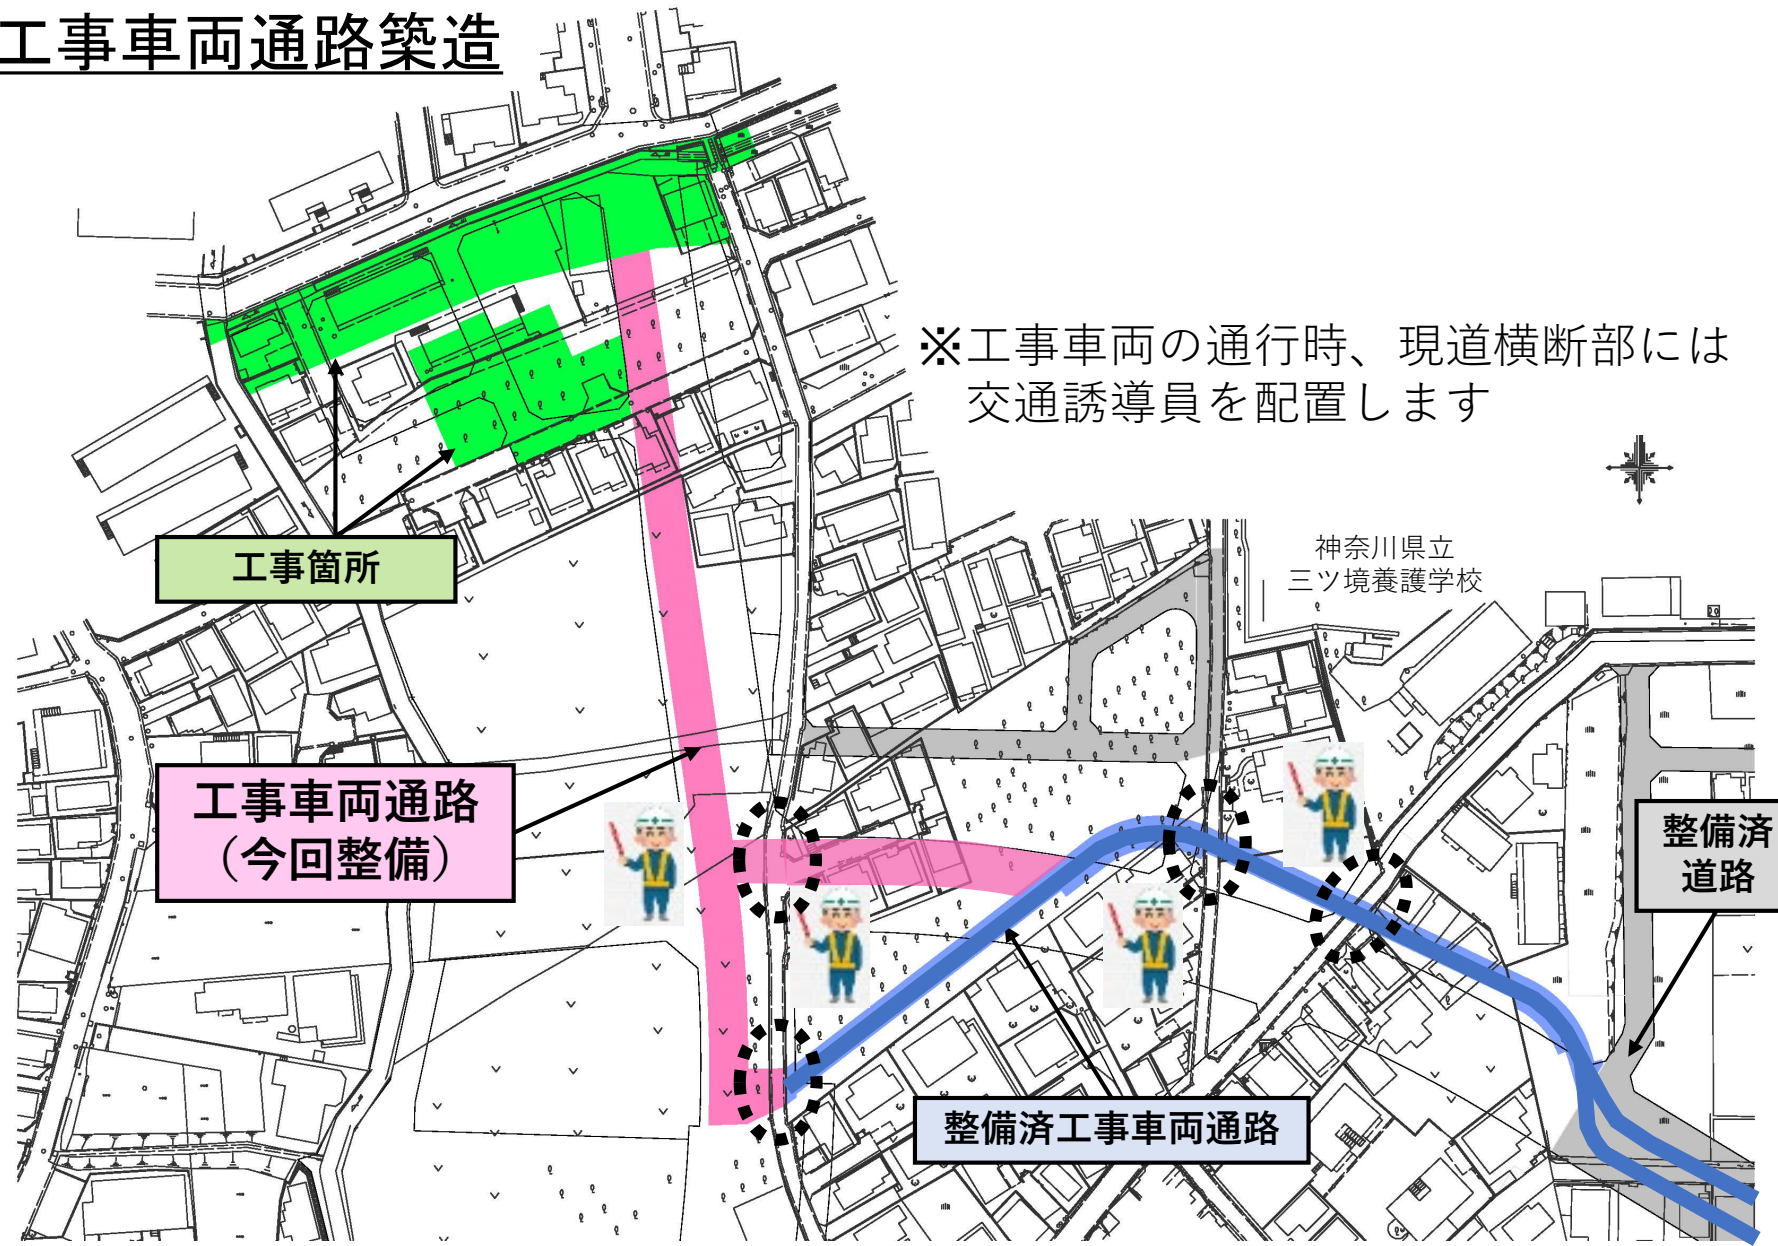 工事車両通路築造
※工事車両の通行時、現道横断部には
交通誘導員を配置します
神奈川県立
三ツ境養護学校
工事箇所
工事車両通路
（今回整備）
整備済
道路
整備済工事車両通路